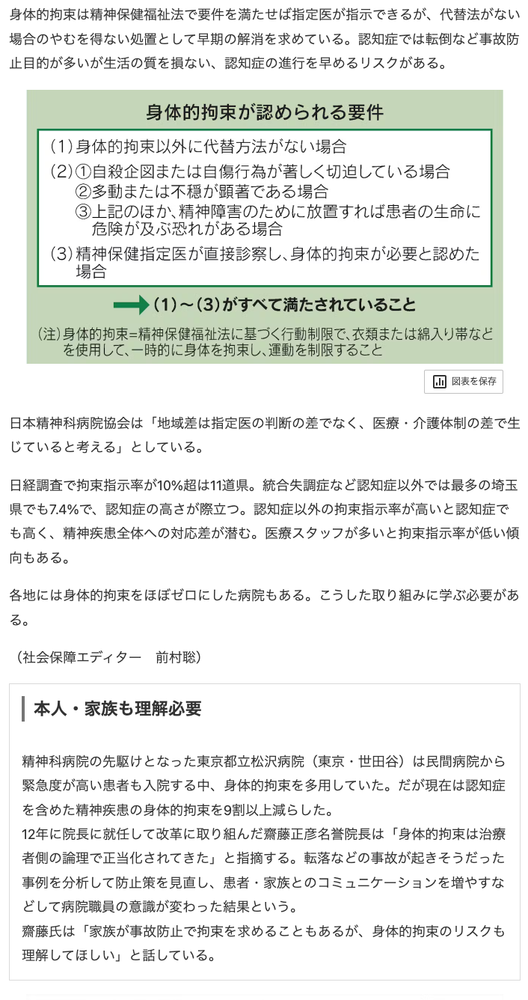 身体的拘束は精神保健福祉法で要件を満たせば指定医が指示できるが、代替法がない
場合のやむを得ない処置として早期の解消を求めている。認知症では転倒など事故防
止目的が多いが生活の質を損ない、認知症の進行を早めるリスクがある。
身体的拘束が認められる要件
(1)身体的拘束以外に代替方法がない場合
(2)①自殺企図または自傷行為が著しく切迫している場合
②多動または不穏が顕著である場合
③上記のほか、精神障害のために放置すれば患者の生命に
危険が及ぶ恐れがある場合
(3)精神保健指定医が直接診察し、身体的拘束が必要と認めた
場合
➡(1)〜(3)がすべて満たされていること
(注)身体的拘束=精神保健福祉法に基づく行動制限で、衣類または綿入り帯など
を使用して、一時的に身体を拘束し、運動を制限すること
図表を保存
日本精神科病院協会は「地域差は指定医の判断の差でなく、医療・介護体制の差で生
じていると考える」としている。
日経調査で拘束指示率が10%超は11道県。統合失調症など認知症以外では最多の埼玉
県でも7.4%で、認知症の高さが際立つ。認知症以外の拘束指示率が高いと認知症で
も高く、精神疾患全体への対応差が潜む。医療スタッフが多いと拘束指示率が低い傾
向もある。
各地には身体的拘束をほぼゼロにした病院もある。こうした取り組みに学ぶ必要があ
る。
（社会保障エディター　前村聡）
本人・家族も理解必要
精神科病院の先駆けとなった東京都立松沢病院（東京・世田谷）は民間病院から
緊急度が高い患者も入院する中、身体的拘束を多用していた。だが現在は認知症
を含めた精神疾患の身体的拘束を9割以上減らした。
12年に院長に就任して改革に取り組んだ齋藤正彦名誉院長は「身体的拘束は治療
者側の論理で正当化されてきた」と指摘する。転落などの事故が起きそうだった
事例を分析して防止策を見直し、患者・家族とのコミュニケーションを増やすな
どして病院職員の意識が変わった結果という。
齋藤氏は「家族が事故防止で拘束を求めることもあるが、身体的拘束のリスクも
理解してほしい」と話している。